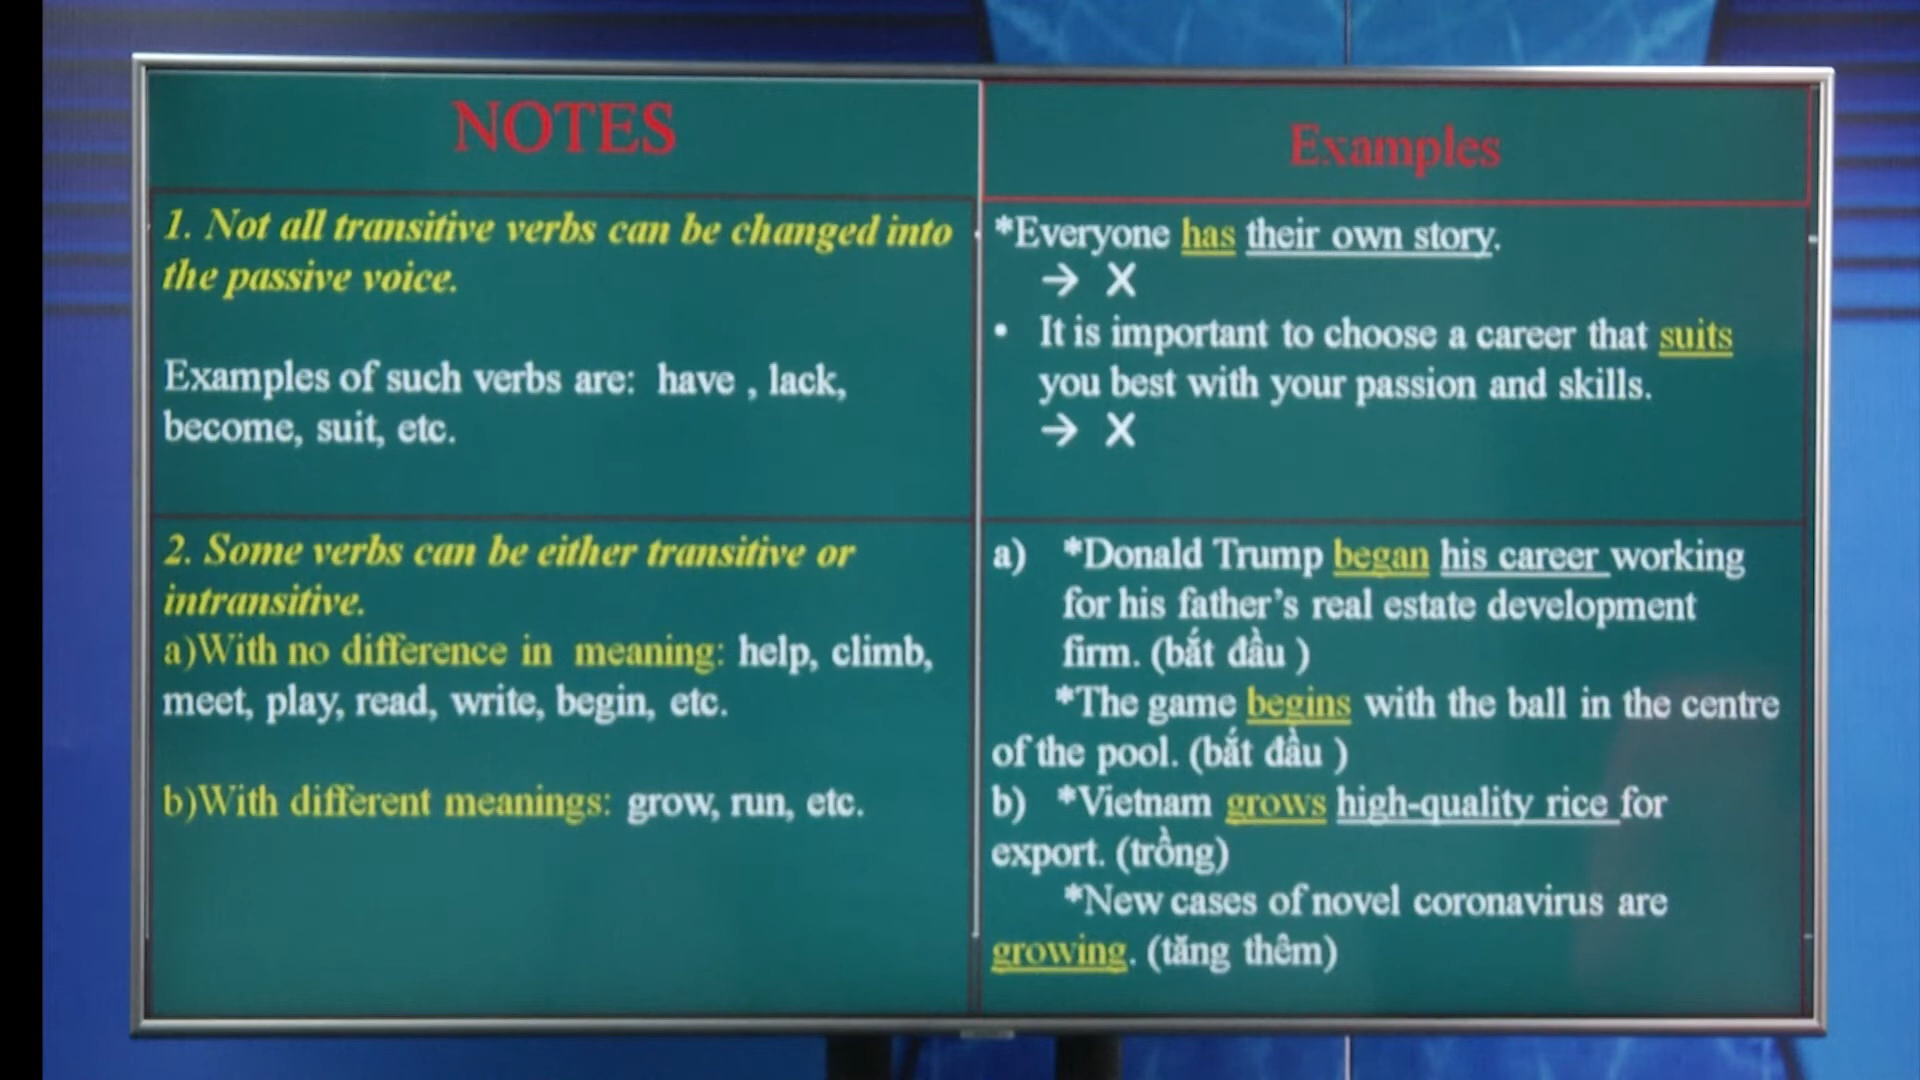 NOTES
1. Not all transitive verbs can be changed into
the passive voice.
Examples of such verbs are: have , lack,
become, suit, etc.
2. Some verbs can be either transitive or
intransitive.
a)With no difference in meaning: help, climb,
meet, play, read, write, begin, etc.
b)With different meanings: grow, run, etc.
Examples
*Everyone has their own story.
→ X
• It is important to choose a career that suits
you best with your passion and skills.
→ X
a) *Donald Trump began his career working
for his father’s real estate development
firm. (bắt đầu )
*The game begins with the ball in the centre
of the pool. (bắt đầu )
b) *Vietnam grows high-quality rice for
export. (trồng)
*New cases of novel coronavirus are
growing. (tăng thêm)